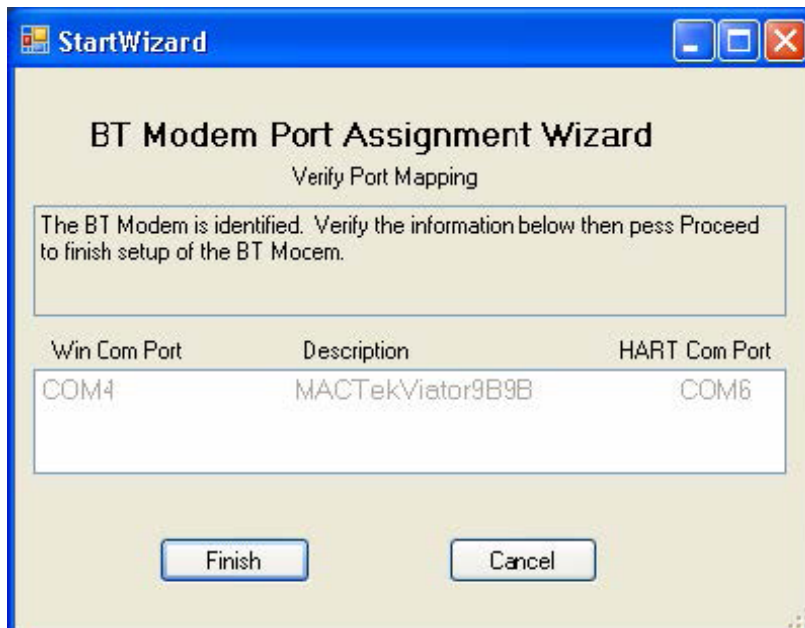 StartWizard
BT Modem Port Assignment Wizard
Verify Port Mapping
The BT Modem is identified. Verify the information below then pess Proceed
to finish setup of the BT Mocem.
Win Com Port Description HART Com Port
COM4 MACTekViator9B9B COM6
Finish Cancel